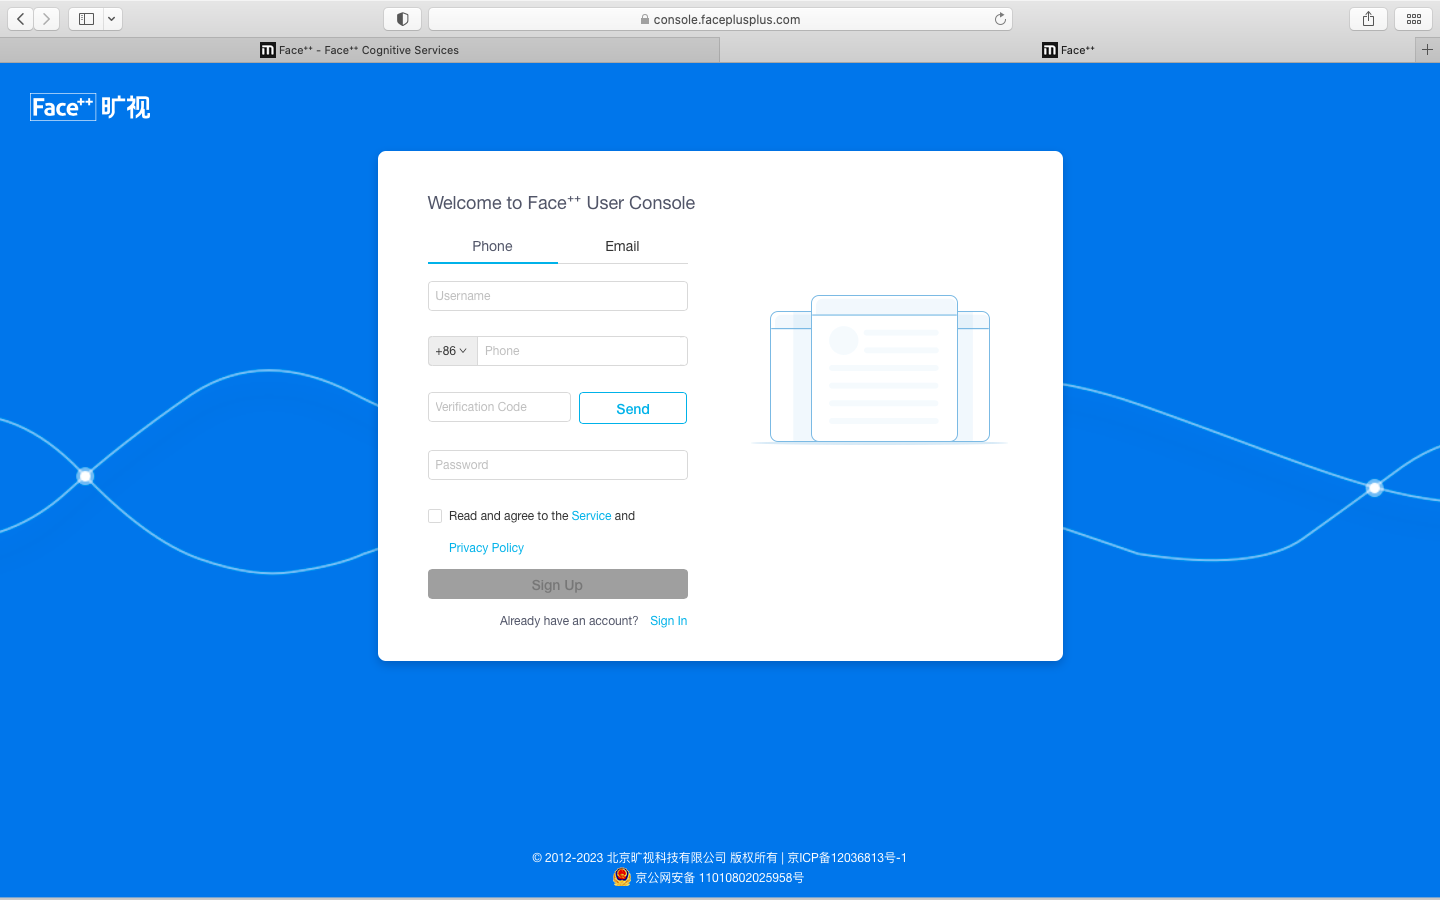 console.faceplusplus.com
Face⁺⁺ - Face⁺⁺ Cognitive Services
Face⁺⁺
Face⁺⁺ 旷视
Welcome to Face⁺⁺ User Console
Phone Email
Username
+86 Phone
Verification Code Send
Password
Read and agree to the Service and
Privacy Policy
Sign Up
Already have an account? Sign In
© 2012-2023 北京旷视科技有限公司 版权所有 | 京ICP备12036813号-1
京公网安备 11010802025958号